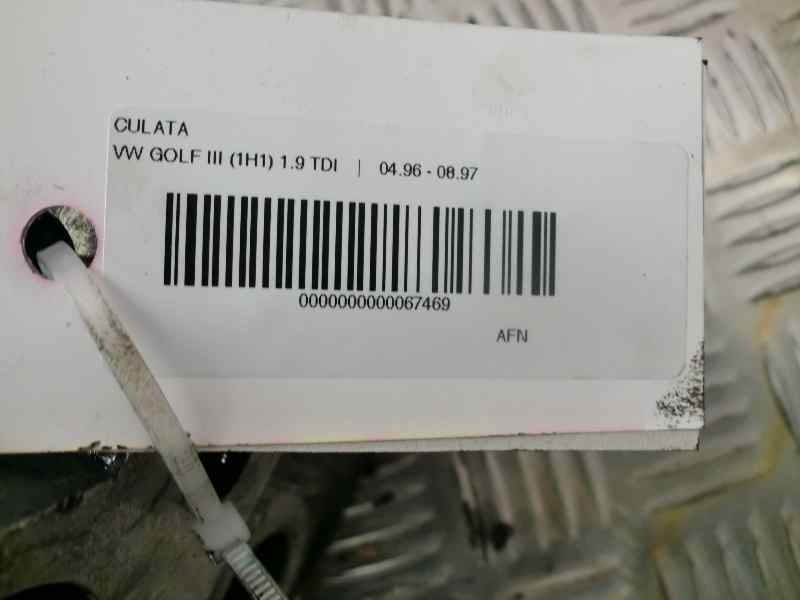 CULATA
VW GOLF III (1H1) 1.9 TDI | 04.96 - 08.97
0000000000067469
AFN